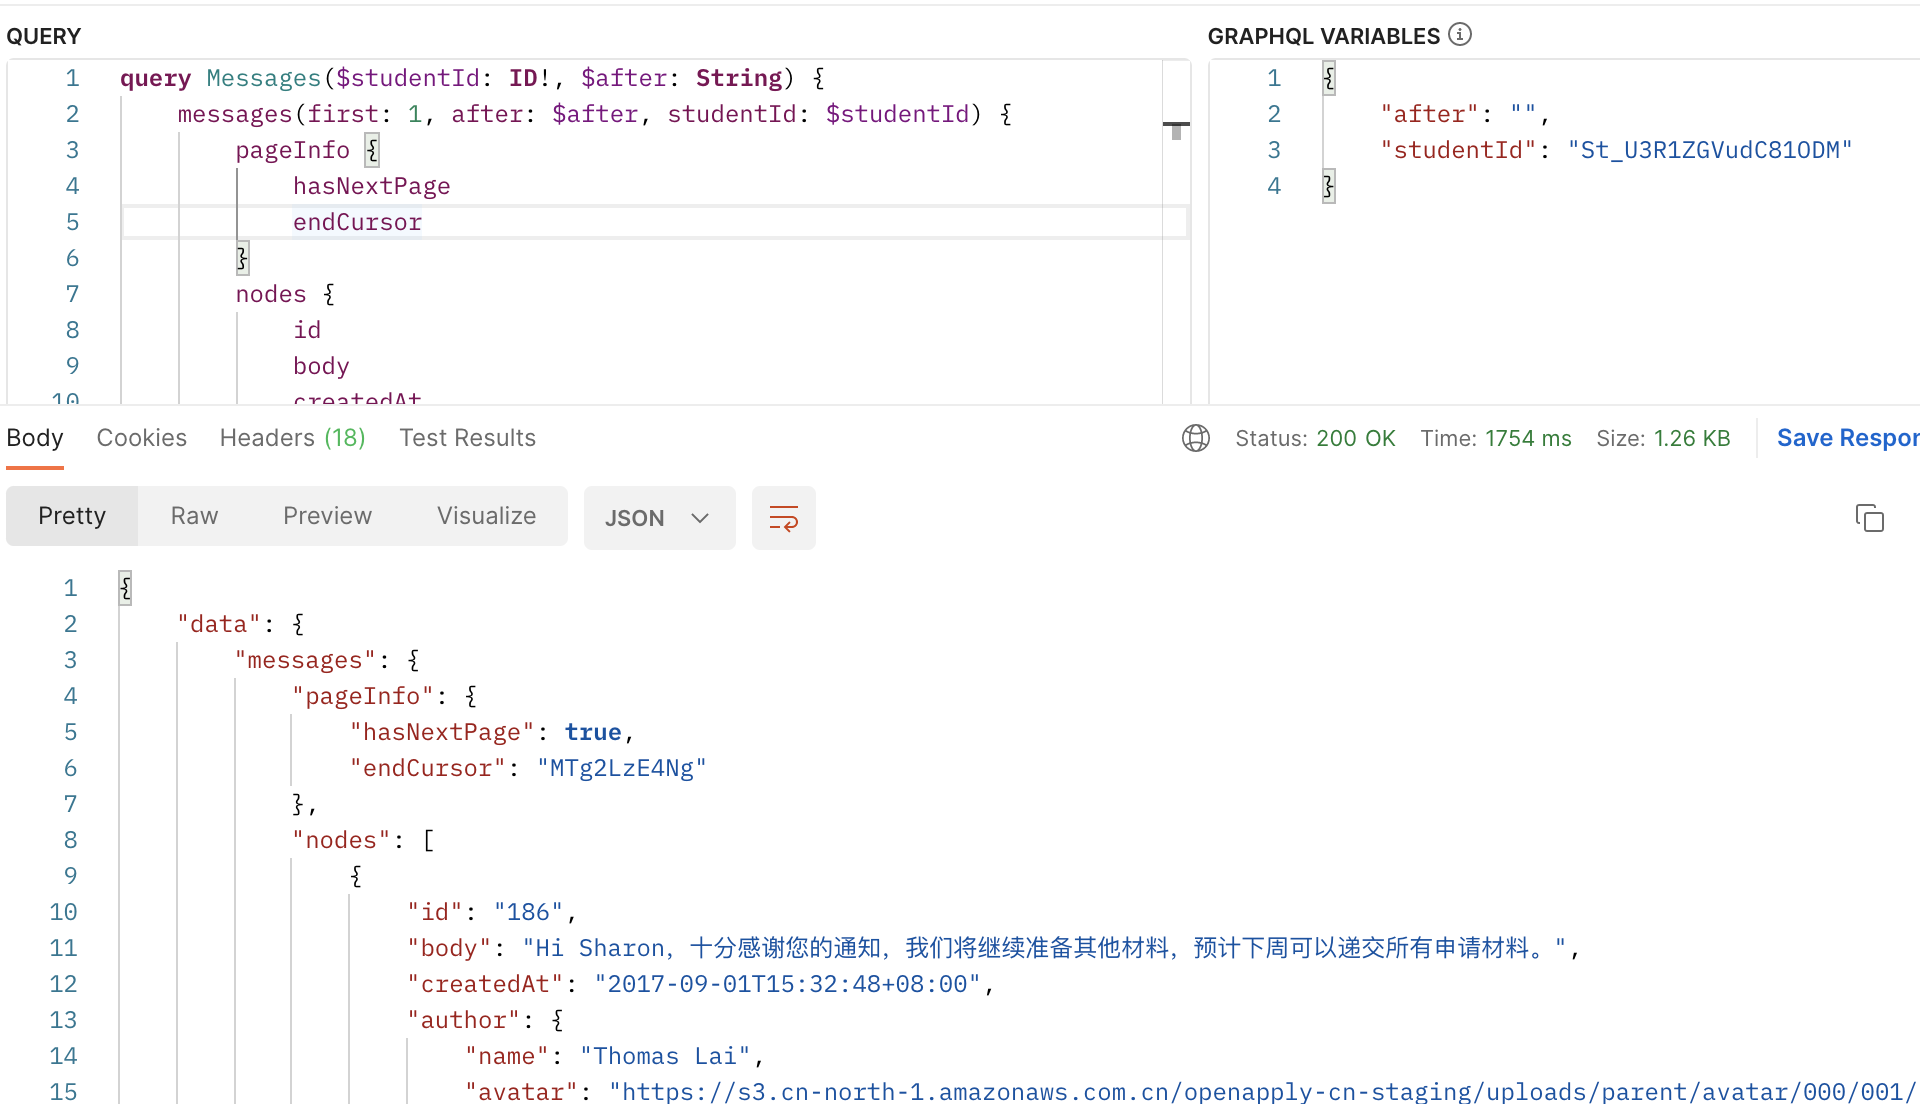 QUERY
1 query Messages($studentId: ID!, $after: String) {
2 messages(first: 1, after: $after, studentId: $studentId) {
3 pageInfo {
4 hasNextPage
5 endCursor
6 }
7 nodes {
8 id
9 body
10 createdAt
GRAPHQL VARIABLES
1 {
2 "after": "",
3 "studentId": "St_U3R1ZGVudC81ODM"
4 }
Body Cookies Headers (18) Test Results Status: 200 OK Time: 1754 ms Size: 1.26 KB Save Respon
Pretty Raw Preview Visualize JSON
1 {
2 "data": {
3 "messages": {
4 "pageInfo": {
5 "hasNextPage": true,
6 "endCursor": "MTg2LzE4Ng"
7 },
8 "nodes": [
9 {
10 "id": "186",
11 "body": "Hi Sharon，十分感谢您的通知，我们将继续准备其他材料，预计下周可以递交所有申请材料。",
12 "createdAt": "2017-09-01T15:32:48+08:00",
13 "author": {
14 "name": "Thomas Lai",
15 "avatar": "https://s3.cn-north-1.amazonaws.com.cn/openapply-cn-staging/uploads/parent/avatar/000/001/